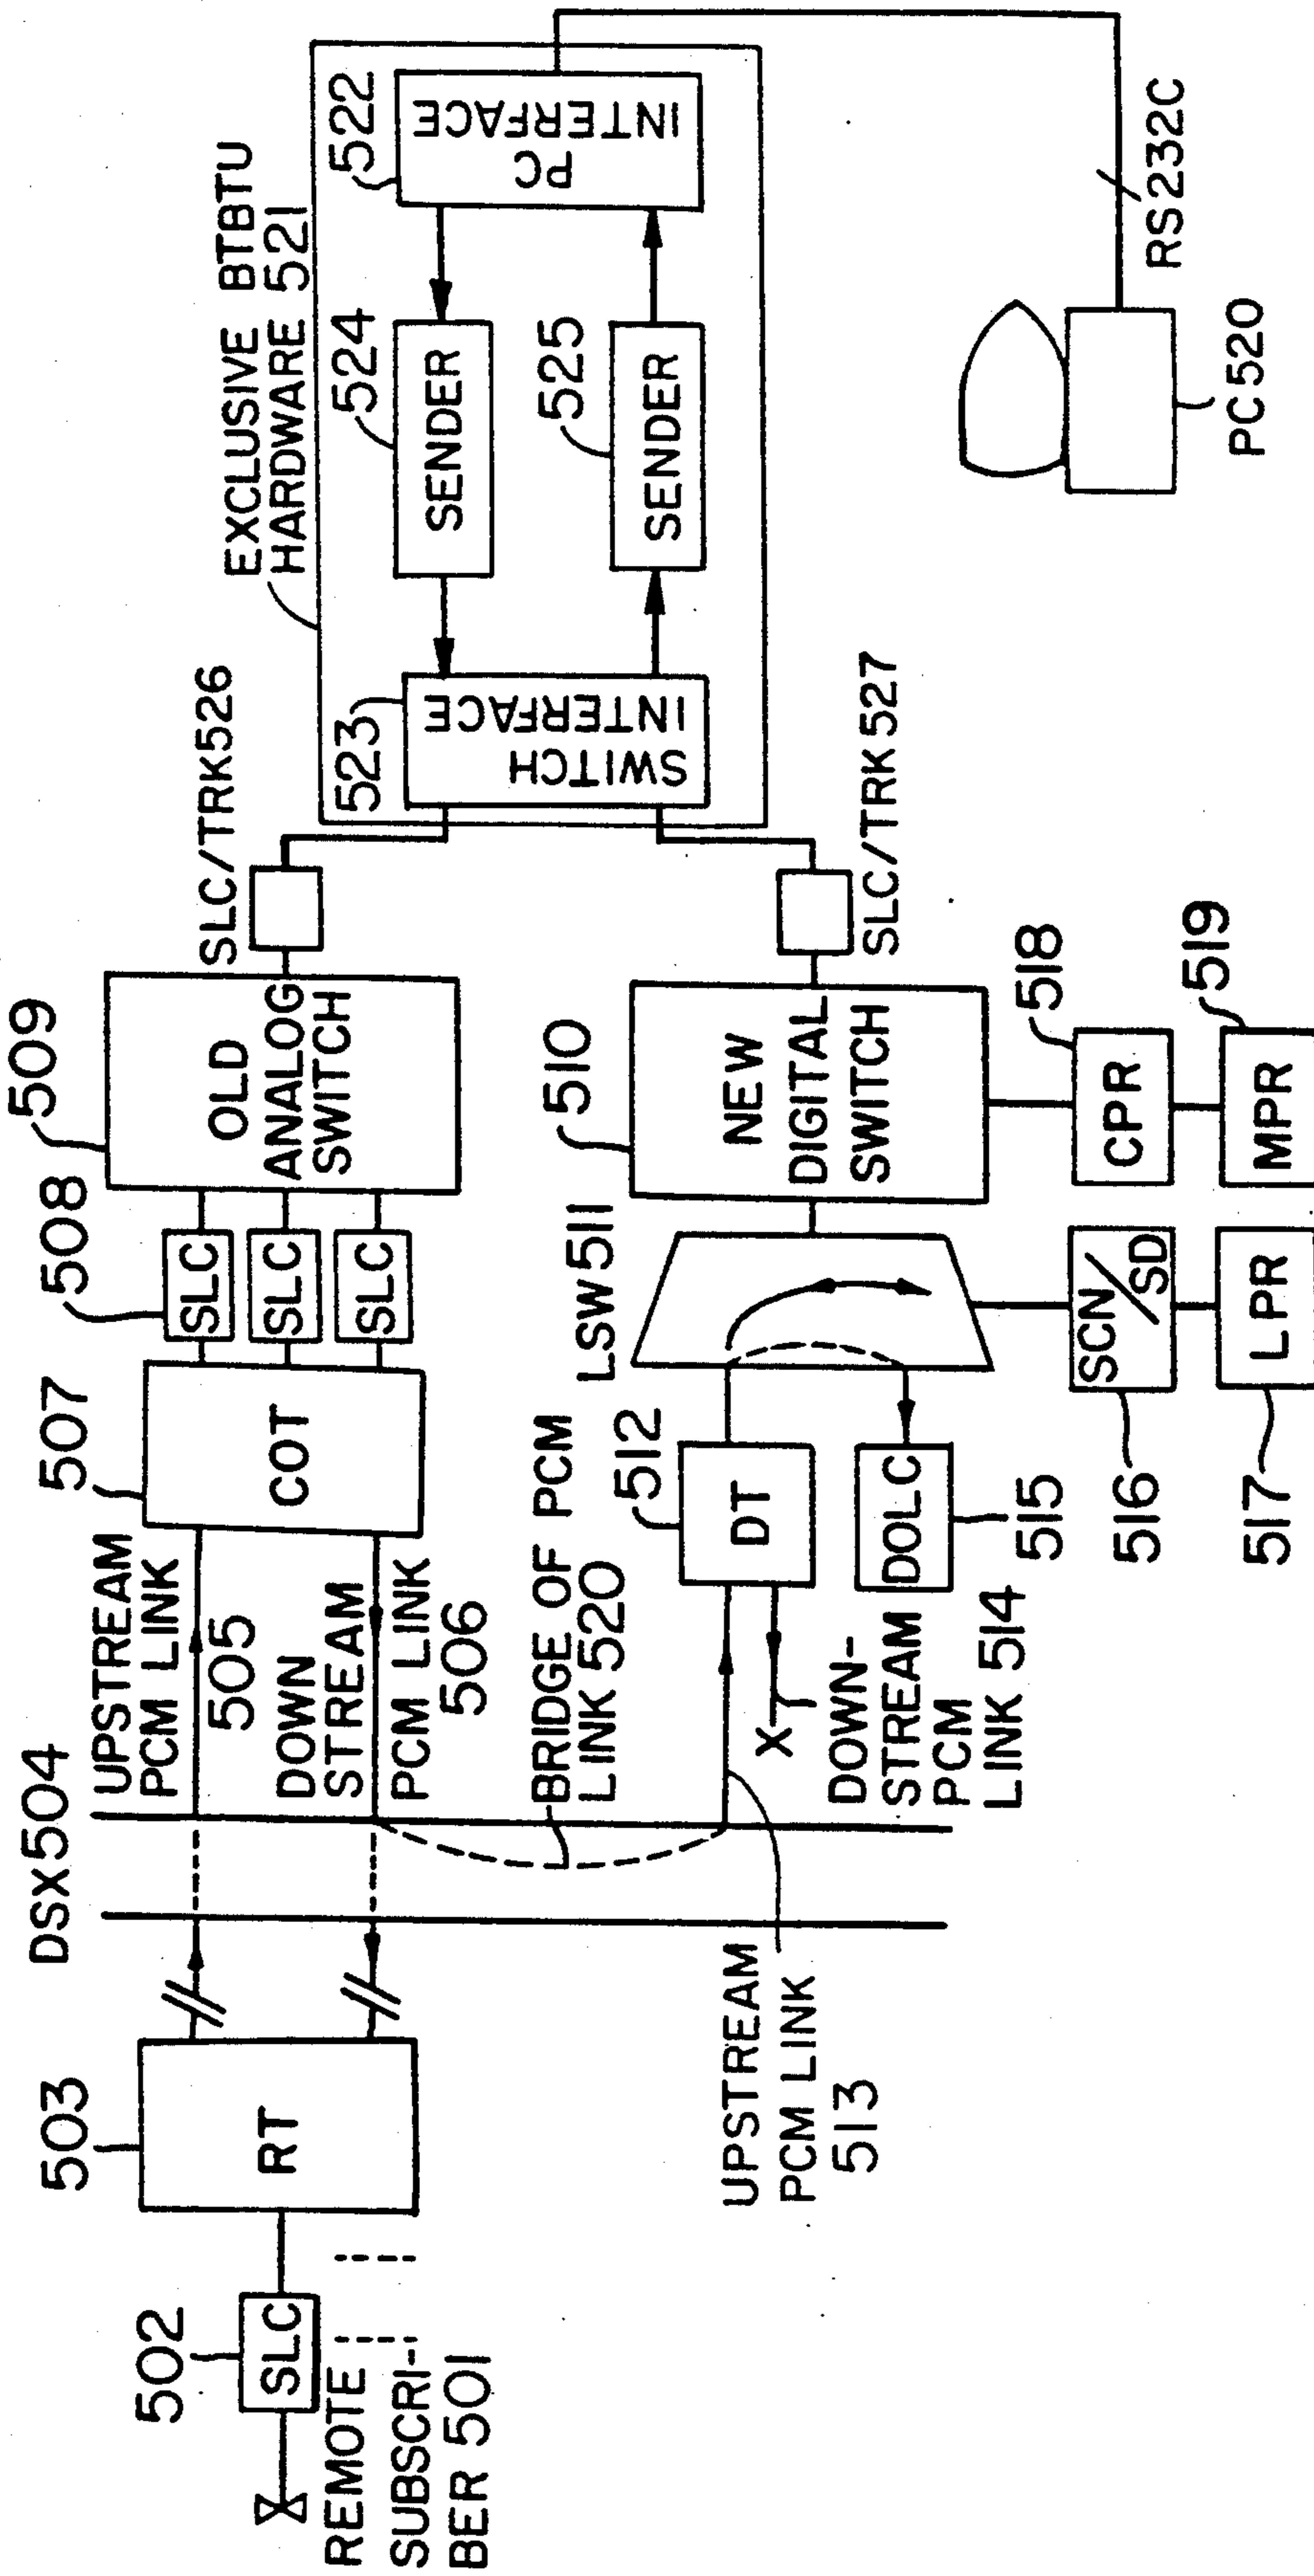 502
SLC
REMOTE
SUBSCRI-
BER 501
503
RT
DSX504
UPSTREAM
PCM LINK
505
DOWN
STREAM
PCM LINK
506
507
COT
508
SLC
SLC
SLC
509
OLD
ANALOG
SWITCH
SLC/TRK526
EXCLUSIVE BTBTU
HARDWARE 521
523
SWITCH
INTERFACE
524
SENDER
525
SENDER
522
PC
INTERFACE
BRIDGE OF PCM
LINK 520
UPSTREAM
PCM LINK
513
512
DT
X
DOWN-
STREAM
PCM
LINK 514
DOLC
515
LSW511
510
NEW
DIGITAL
SWITCH
SLC/TRK527
SCN/SD
516
LPR
517
CPR
518
MPR
519
PC520
RS232C